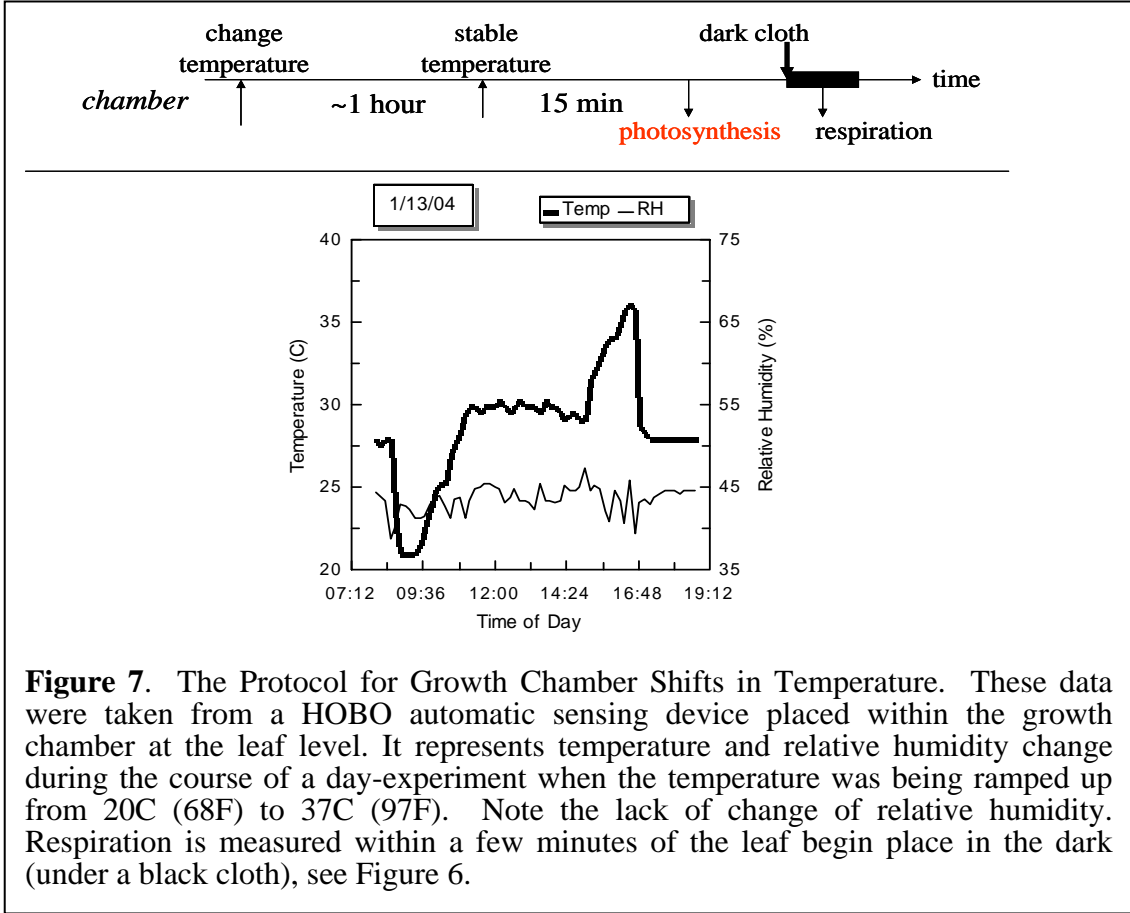 change temperature
stable temperature
dark cloth
time
chamber
~1 hour
15 min
photosynthesis
respiration
1/13/04
Temp RH
40
75
35
65
30
55
25
45
20
35
Temperature (C)
Relative Humidity (%)
07:12 09:36 12:00 14:24 16:48 19:12
Time of Day
Figure 7. The Protocol for Growth Chamber Shifts in Temperature. These data
were taken from a HOBO automatic sensing device placed within the growth
chamber at the leaf level. It represents temperature and relative humidity change
during the course of a day-experiment when the temperature was being ramped up
from 20C (68F) to 37C (97F). Note the lack of change of relative humidity.
Respiration is measured within a few minutes of the leaf begin place in the dark
(under a black cloth), see Figure 6.